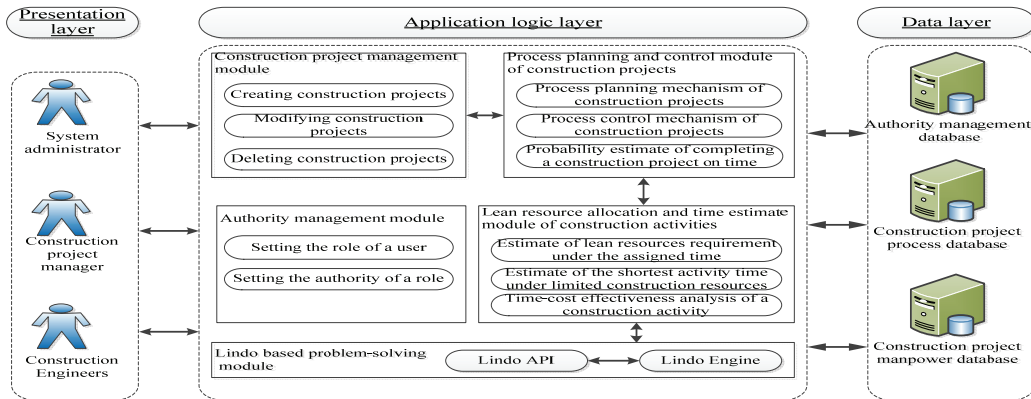 Presentation
layer
Application logic layer
Data layer
Construction project management
module
Creating construction projects
Modifying construction
projects
Deleting construction projects
Process planning and control module
of construction projects
Process planning mechanism of
construction projects
Process control mechanism of
construction projects
Probability estimate of completing
a construction project on time
System
administrator
Authority management
database
Authority management module
Setting the role of a user
Setting the authority of a role
Lean resource allocation and time estimate
module of construction activities
Estimate of lean resources requirement
under the assigned time
Estimate of the shortest activity time
under limited construction resources
Time-cost effectiveness analysis of a
construction activity
Construction
project
manager
Construction project
process database
Lindo based problem-solving
module
Lindo API
Lindo Engine
Construction
Engineers
Construction project
manpower database